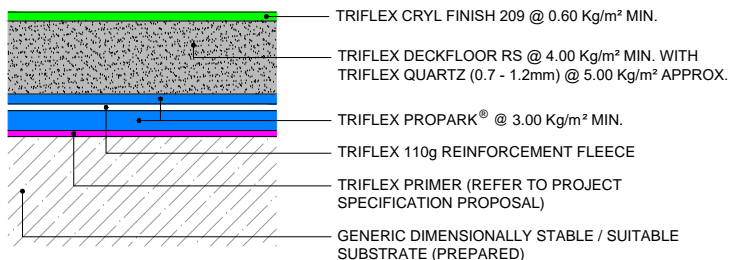 TRIFLEX CRYL FINISH 209 @ 0.60 Kg/m² MIN.
TRIFLEX DECKFLOOR RS @ 4.00 Kg/m² MIN. WITH
TRIFLEX QUARTZ (0.7 - 1.2mm) @ 5.00 Kg/m² APPROX.
TRIFLEX PROPARK® @ 3.00 Kg/m² MIN.
TRIFLEX 110g REINFORCEMENT FLEECE
TRIFLEX PRIMER (REFER TO PROJECT
SPECIFICATION PROPOSAL)
GENERIC DIMENSIONALLY STABLE / SUITABLE
SUBSTRATE (PREPARED)